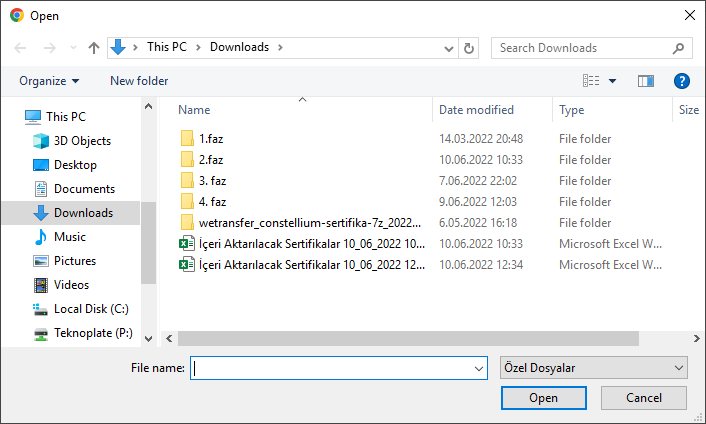 Open
This PC > Downloads >
Search Downloads
Organize
New folder
Name
Date modified
Type
Size
This PC
3D Objects
Desktop
Documents
Downloads
Music
Pictures
Videos
Local Disk (C:)
Teknoplate (P:)
1.faz 14.03.2022 20:48 File folder
2.faz 10.06.2022 10:33 File folder
3. faz 7.06.2022 22:02 File folder
4. faz 9.06.2022 12:03 File folder
wetransfer_constellium-sertifika-7z_2022... 6.05.2022 16:18 File folder
İçeri Aktarılacak Sertifikalar 10_06_2022 10... 10.06.2022 10:33 Microsoft Excel W...
İçeri Aktarılacak Sertifikalar 10_06_2022 12... 10.06.2022 12:34 Microsoft Excel W...
File name:
Özel Dosyalar
Open
Cancel